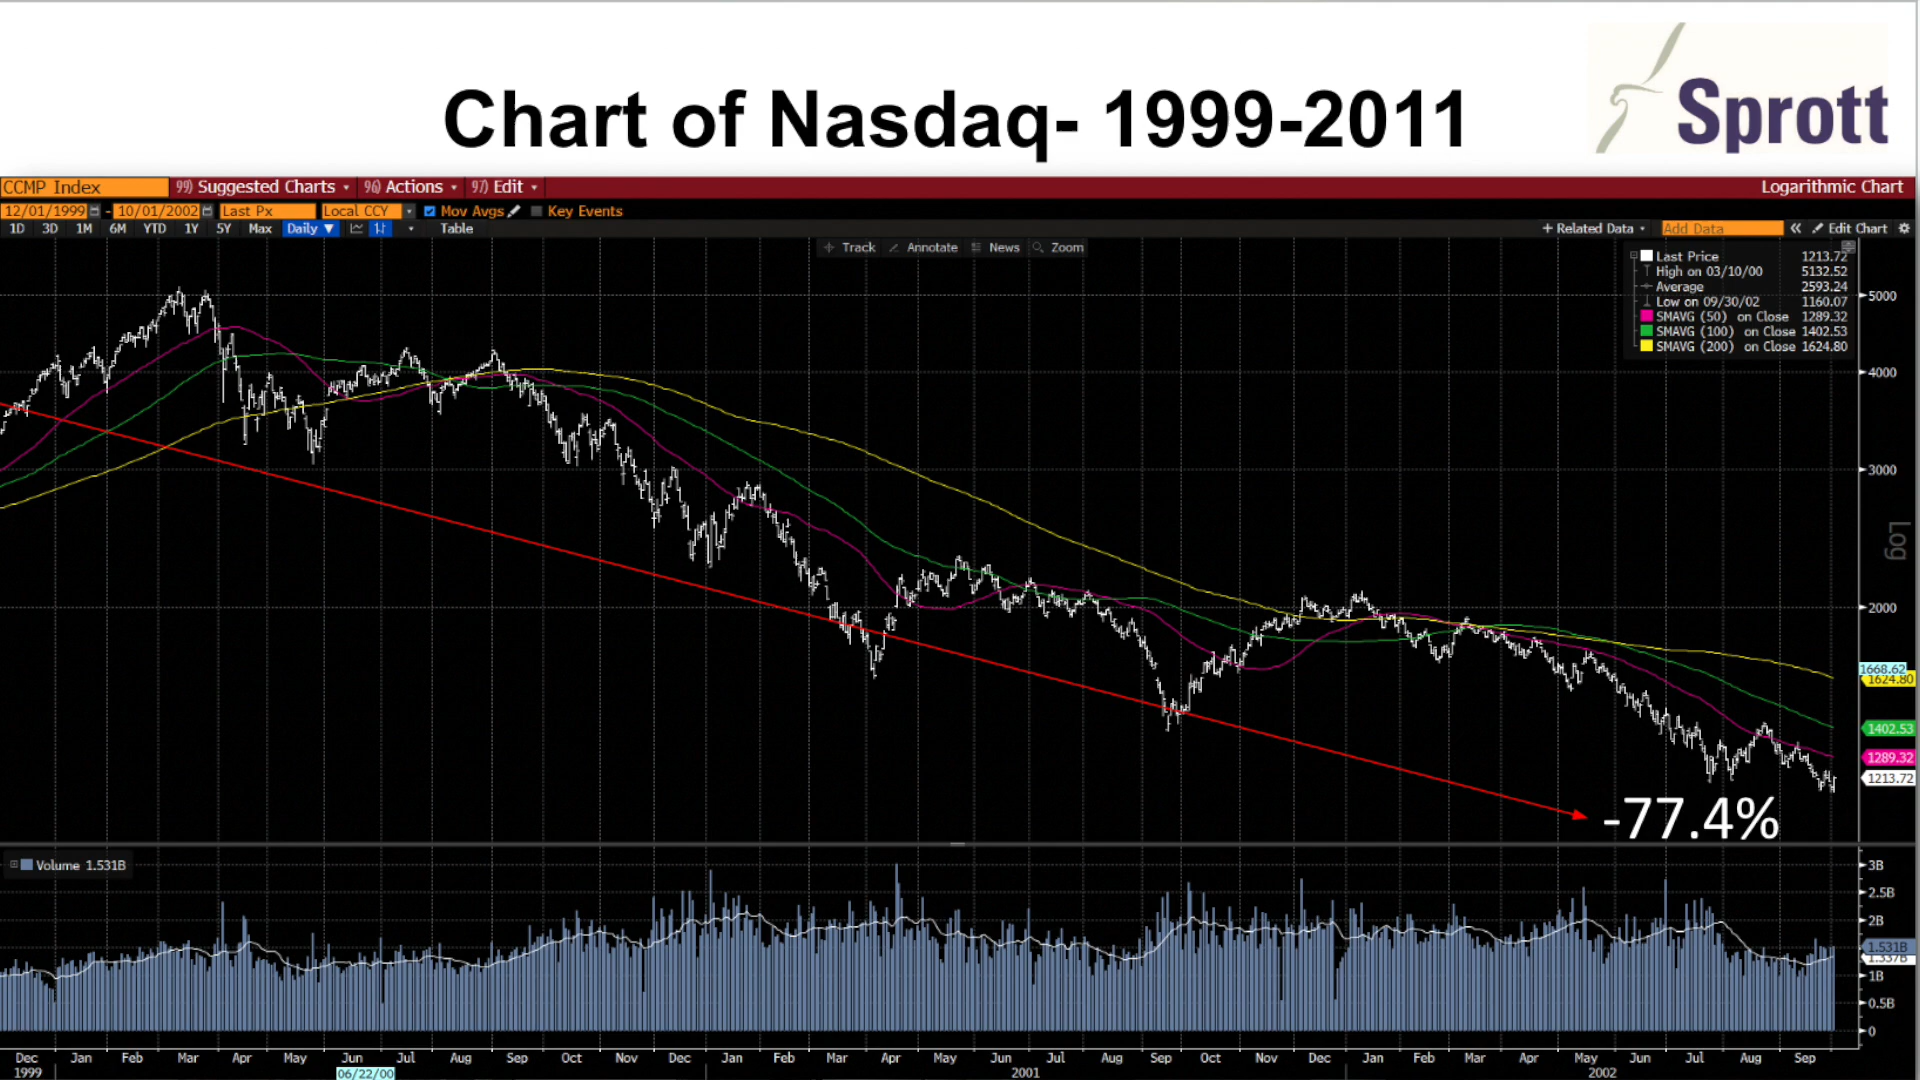 Chart of Nasdaq- 1999-2011
Sprott
CCMP Index 99) Suggested Charts 96) Actions 97) Edit Logarithmic Chart
12/01/1999 - 10/01/2002 Last Px Local CCY Mov Avgs Key Events
1D 3D 1M 6M YTD 1Y 5Y Max Daily ▼ Table + Related Data Add Data « Edit Chart
Track Annotate News Zoom
Last Price 1213.72
High on 03/10/00 5132.52
Average 2593.24
Low on 09/30/02 1160.07
SMAVG (50) on Close 1289.32
SMAVG (100) on Close 1402.53
SMAVG (200) on Close 1624.80
5000
4000
3000
Log
2000
1668.62
1624.80
1402.53
1289.32
1213.72
-77.4%
Volume 1.531B
3B
2.5B
2B
1.531B
1.337B
1B
0.5B
0
Dec Jan Feb Mar Apr May Jun Jul Aug Sep Oct Nov Dec Jan Feb Mar Apr May Jun Jul Aug Sep Oct Nov Dec Jan Feb Mar Apr May Jun Jul Aug Sep
1999 06/22/00 2001 2002